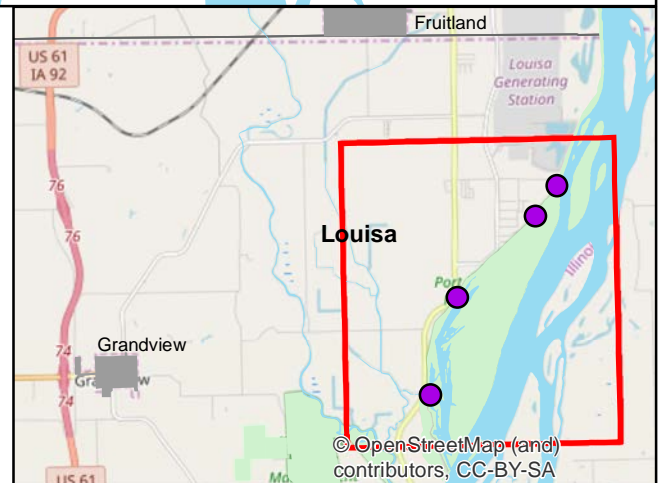 Fruitland
US 61
IA 92
Louisa
Generating
Station
76
76
Louisa
Illinois
Port
Grandview
74
74
US 61
© OpenStreetMap (and)
contributors, CC-BY-SA